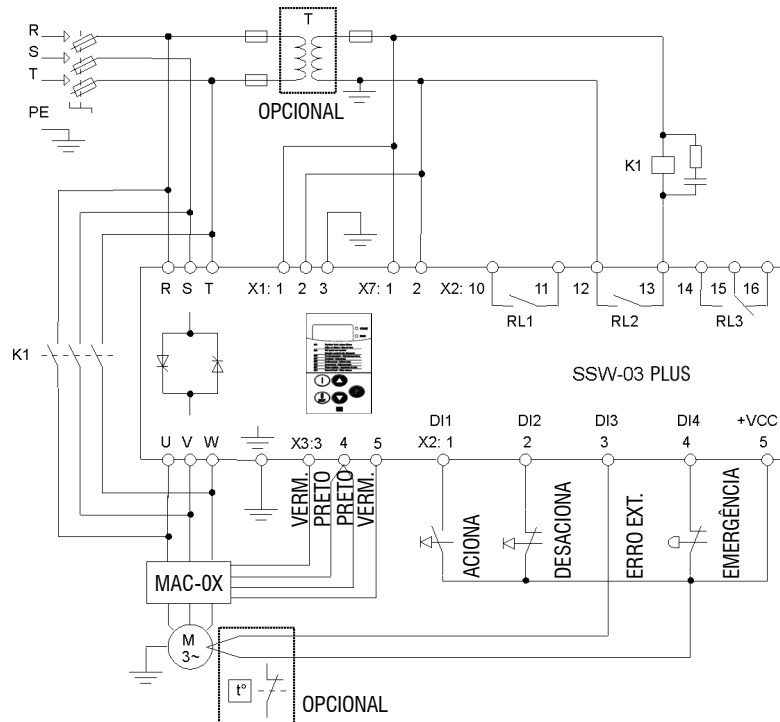 T
R
S
T
PE
OPCIONAL
K1
R S T X1: 1 2 3 X7: 1 2 X2: 10 11 12 13 14 15 16
RL1 RL2 RL3
K1
SSW-03 PLUS
DI1 DI2 DI3 DI4 +VCC
U V W X3:3 4 5 X2: 1 2 3 4 5
VERM.
PRETO
PRETO
VERM.
ACIONA
DESACIONA
ERRO EXT.
EMERGÊNCIA
MAC-0X
M
3~
t°
OPCIONAL